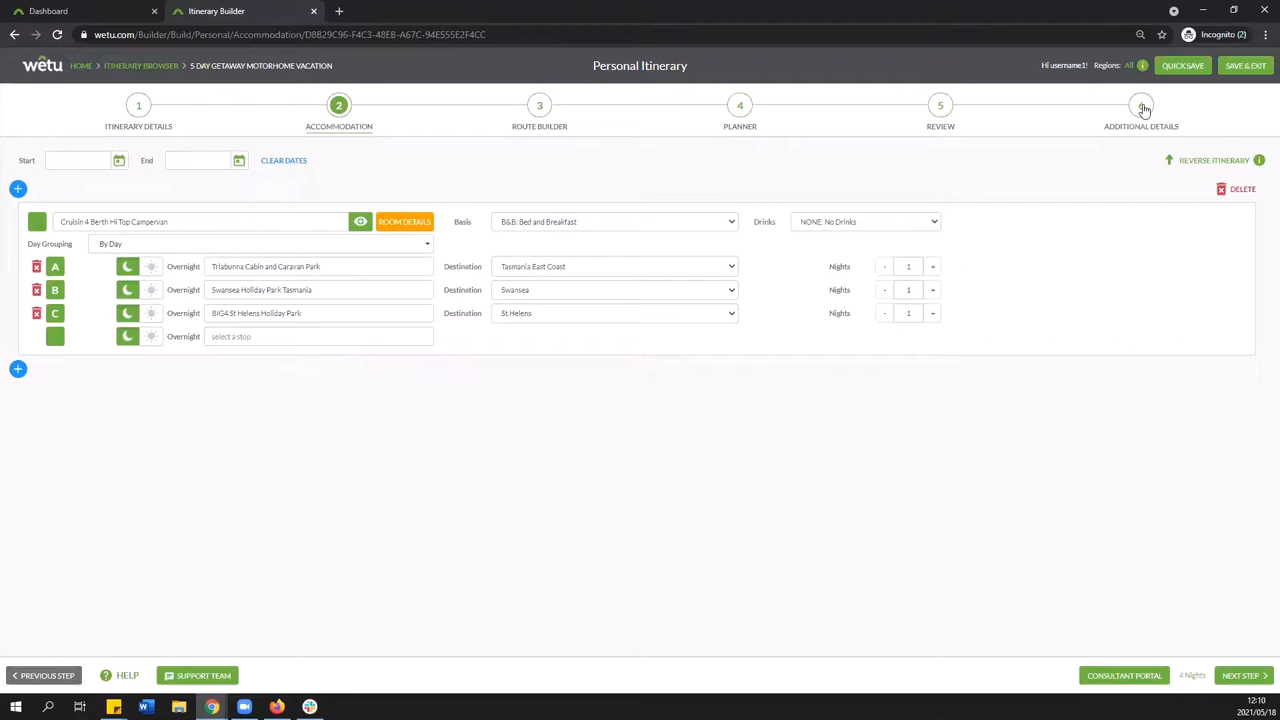 Dashboard
Itinerary Builder
wetu.com/Builder/Build/Personal/Accommodation/D8B29C96-F4C3-48EB-A67C-94E555E2F4CC
Incognito (2)
wetu HOME > ITINERARY BROWSER > 5 DAY GETAWAY MOTORHOME VACATION
Personal Itinerary
Hi username1! Regions: All QUICK SAVE SAVE & EXIT
1 2 3 4 5
ITINERARY DETAILS ACCOMMODATION ROUTE BUILDER PLANNER REVIEW ADDITIONAL DETAILS
Start End CLEAR DATES REVERSE ITINERARY
DELETE
Cruisin 4 Berth Hi Top Campervan ROOM DETAILS Basis B&B: Bed and Breakfast Drinks NONE: No Drinks
Day Grouping By Day
A Overnight Triabunna Cabin and Caravan Park Destination Tasmania East Coast Nights - 1 +
B Overnight Swansea Holiday Park Tasmania Destination Swansea Nights - 1 +
C Overnight BIG4 St Helens Holiday Park Destination St Helens Nights - 1 +
Overnight select a stop
< PREVIOUS STEP ? HELP SUPPORT TEAM CONSULTANT PORTAL 4 Nights NEXT STEP >
12:10
2021/05/18